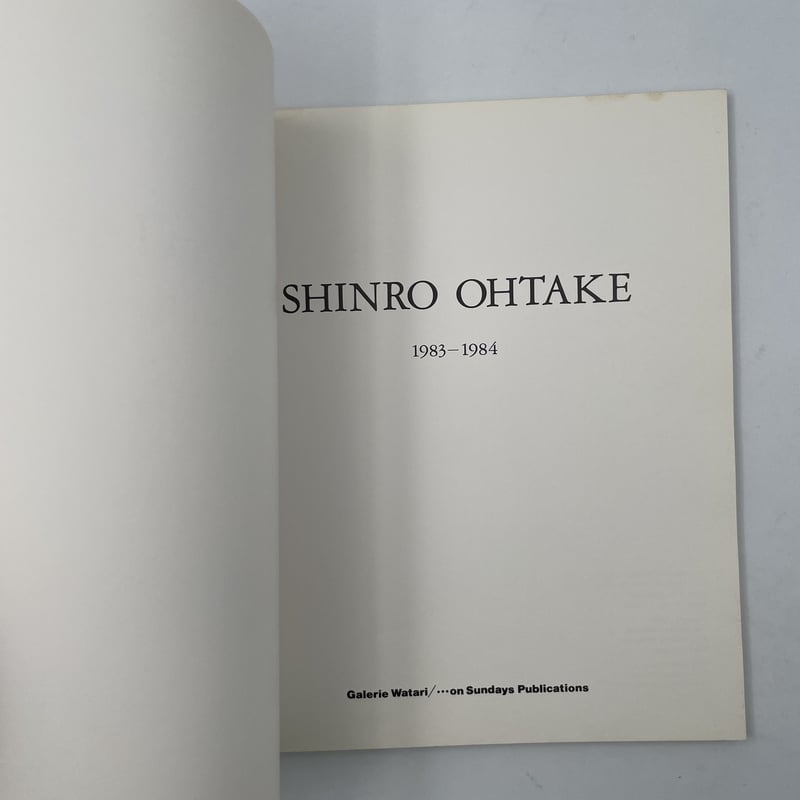 SHINRO OHTAKE
1983–1984
Galerie Watari/···on Sundays Publications